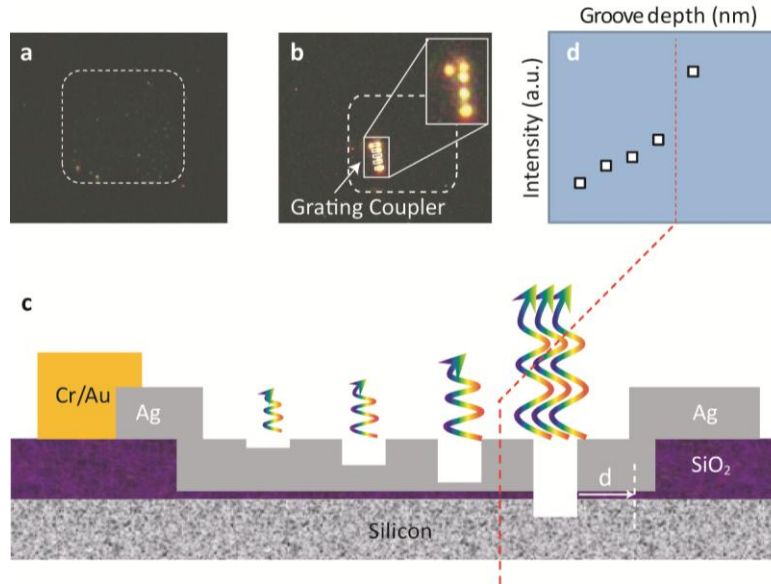 Groove depth (nm)
a
b
d
Intensity (a.u.)
Grating Coupler
c
Cr/Au
Ag
Ag
SiO₂
d
Silicon